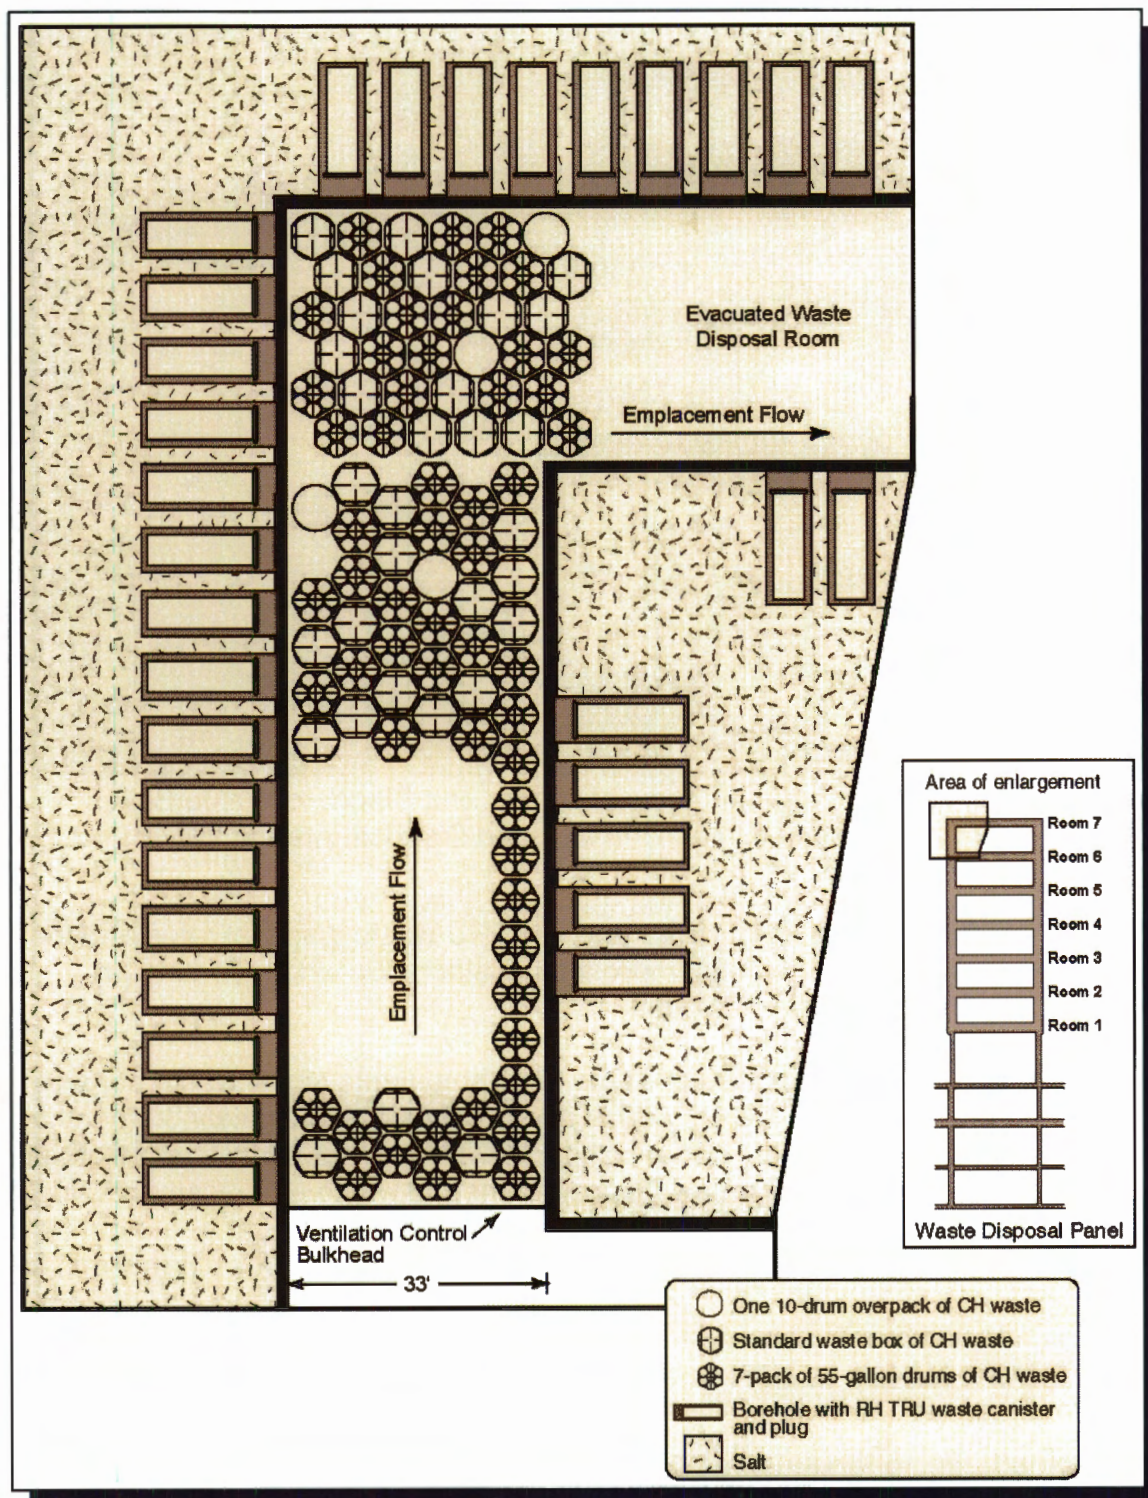 Evacuated Waste
Disposal Room
Emplacement Flow
Emplacement Flow
Ventilation Control
Bulkhead
33'
Area of enlargement
Room 7
Room 6
Room 5
Room 4
Room 3
Room 2
Room 1
Waste Disposal Panel
One 10-drum overpack of CH waste
Standard waste box of CH waste
7-pack of 55-gallon drums of CH waste
Borehole with RH TRU waste canister
and plug
Salt